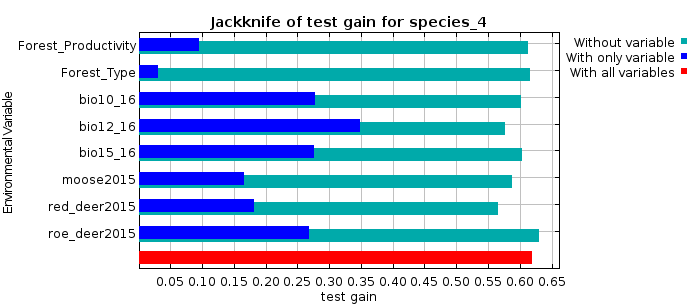 Jackknife of test gain for species_4
Environmental Variable
Forest_Productivity
Forest_Type
bio10_16
bio12_16
bio15_16
moose2015
red_deer2015
roe_deer2015
Without variable
With only variable
With all variables
0.05 0.10 0.15 0.20 0.25 0.30 0.35 0.40 0.45 0.50 0.55 0.60 0.65
test gain